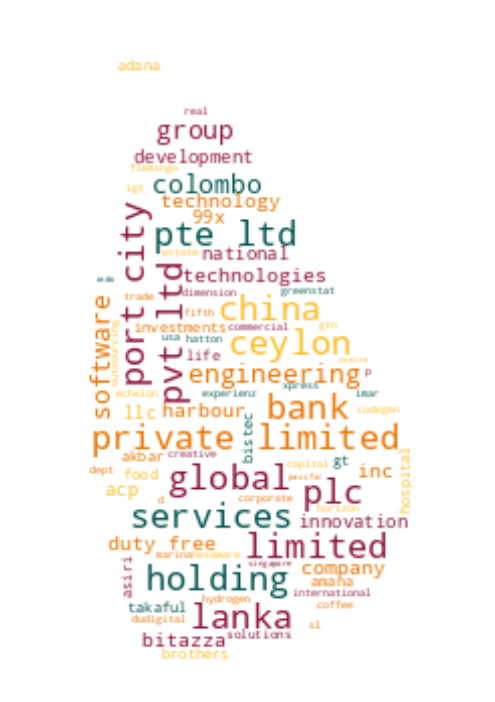 adana
real
group
development
flemingo
igt
colombo
technology
99x
port city
pte ltd
estate
national
pvt ltd
technologies
indo
dimension
greenstat
trade
software
fifth
china
outsourcing
investments
commercial
gtn
usa
hatton
ceylon
life
engineering
p
xpress
echelon
experienz
imar
llc
harbour
bank
codegen
bistec
private limited
akbar
creative
capital
gt
hospital
dept
food
global
pacific
inc
acp
plc
d
corporate
horizon
services
innovation
duty free
limited
marina
exaware
asiri
singapore
company
holding
amana
international
hydrogen
takaful
coffee
dudigital
lanka
sl
bitazza
solutions
brothers